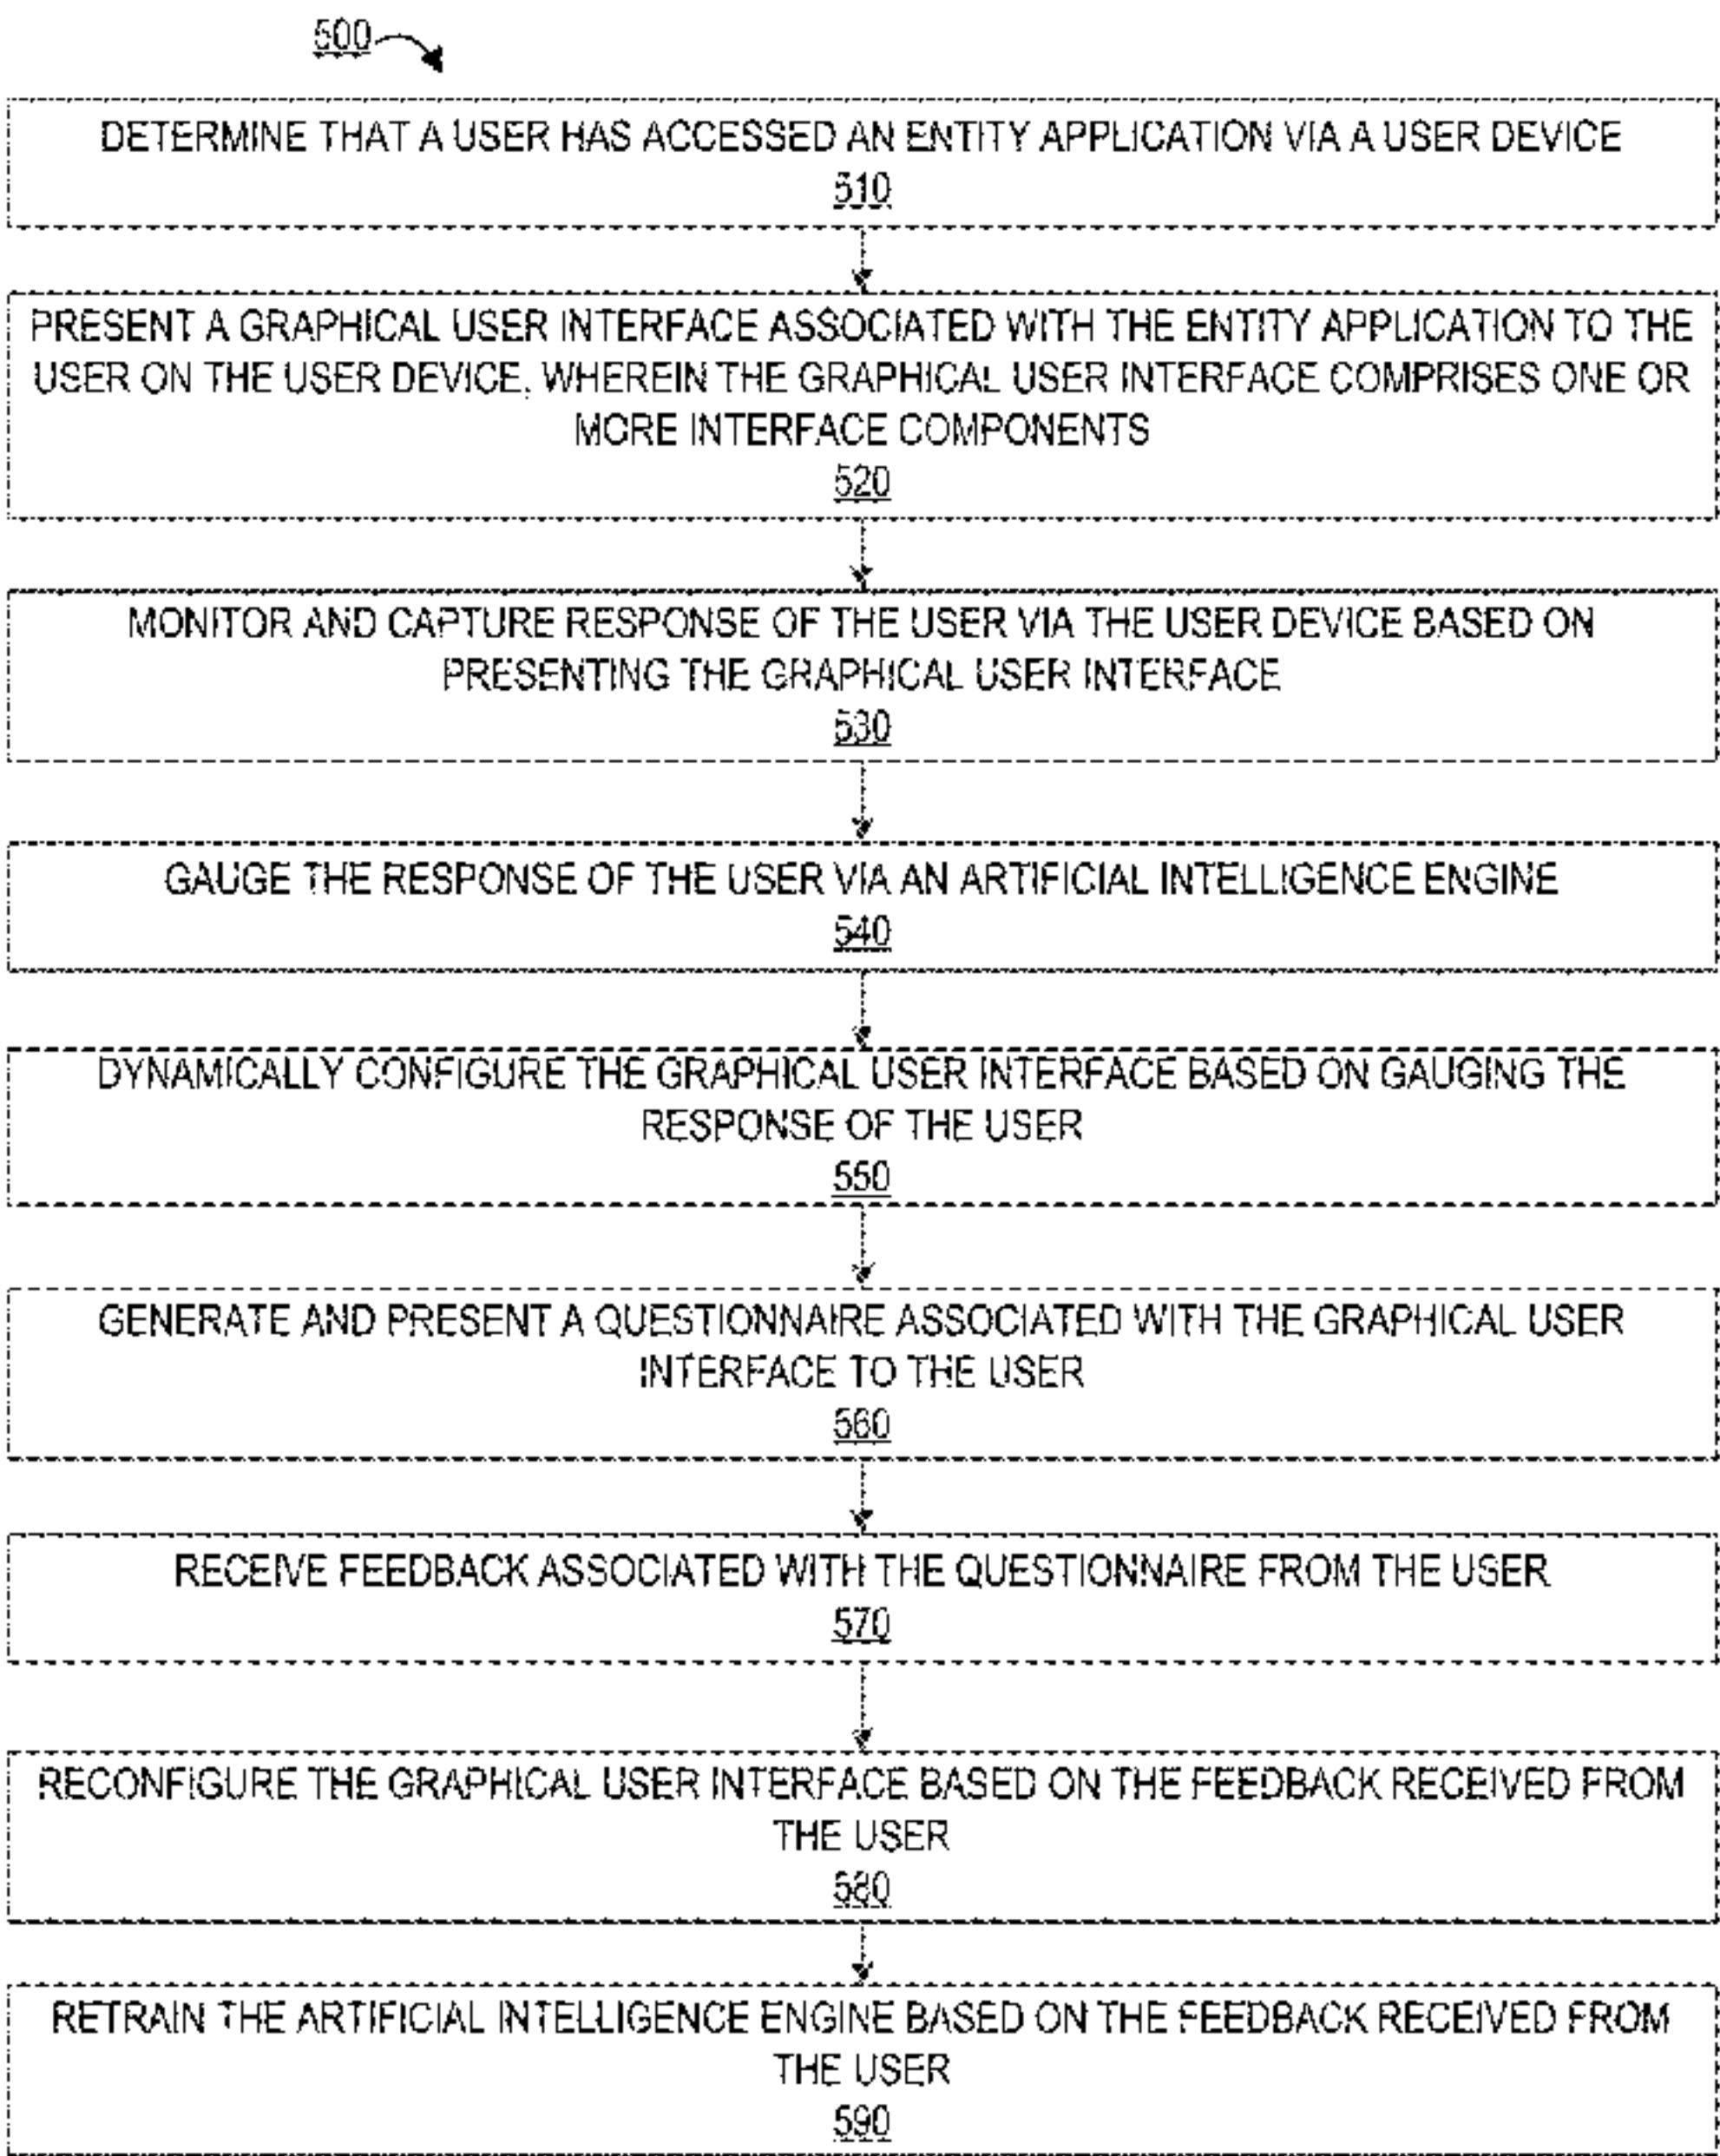 500
DETERMINE THAT A USER HAS ACCESSED AN ENTITY APPLICATION VIA A USER DEVICE
510
PRESENT A GRAPHICAL USER INTERFACE ASSOCIATED WITH THE ENTITY APPLICATION TO THE
USER ON THE USER DEVICE, WHEREIN THE GRAPHICAL USER INTERFACE COMPRISES ONE OR
MORE INTERFACE COMPONENTS
520
MONITOR AND CAPTURE RESPONSE OF THE USER VIA THE USER DEVICE BASED ON
PRESENTING THE GRAPHICAL USER INTERFACE
530
GAUGE THE RESPONSE OF THE USER VIA AN ARTIFICIAL INTELLIGENCE ENGINE
540
DYNAMICALLY CONFIGURE THE GRAPHICAL USER INTERFACE BASED ON GAUGING THE
RESPONSE OF THE USER
550
GENERATE AND PRESENT A QUESTIONNAIRE ASSOCIATED WITH THE GRAPHICAL USER
INTERFACE TO THE USER
560
RECEIVE FEEDBACK ASSOCIATED WITH THE QUESTIONNAIRE FROM THE USER
570
RECONFIGURE THE GRAPHICAL USER INTERFACE BASED ON THE FEEDBACK RECEIVED FROM
THE USER
580
RETRAIN THE ARTIFICIAL INTELLIGENCE ENGINE BASED ON THE FEEDBACK RECEIVED FROM
THE USER
590